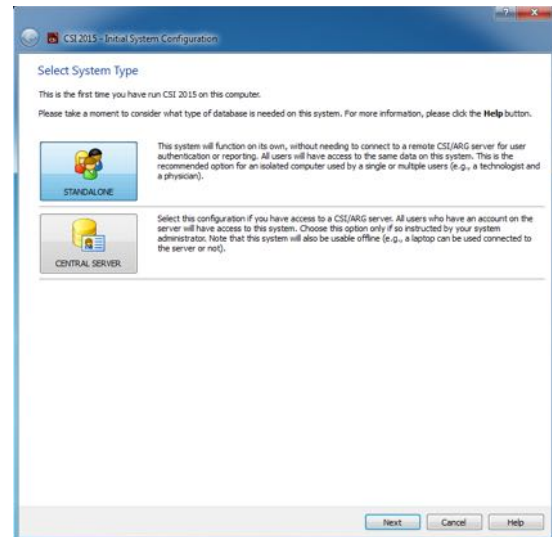 CSI 2015 - Initial System Configuration
Select System Type
This is the first time you have run CSI 2015 on this computer.
Please take a moment to consider what type of database is needed on this system. For more information, please click the Help button.
This system will function on its own, without needing to connect to a remote CSI/ARG server for user
authentication or reporting. All users will have access to the same data on this system. This is the
recommended option for an isolated computer used by a single or multiple users (e.g., a technologist and
a physician).
STANDALONE
Select this configuration if you have access to a CSI/ARG server. All users who have an account on the
server will have access to this system. Choose this option only if so instructed by your system
administrator. Note that this system will also be usable offline (e.g., a laptop can be used connected to
the server or not).
CENTRAL SERVER
Next Cancel Help